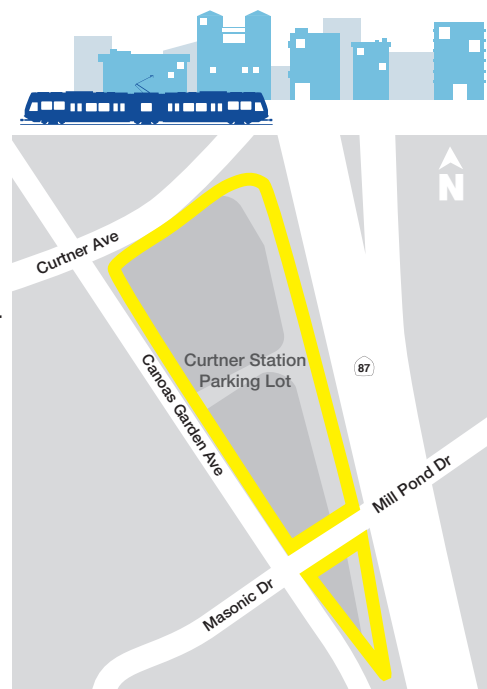 N
Curtner Ave
Curtner Station
Parking Lot
87
Canoas Garden Ave
Mill Pond Dr
Masonic Dr